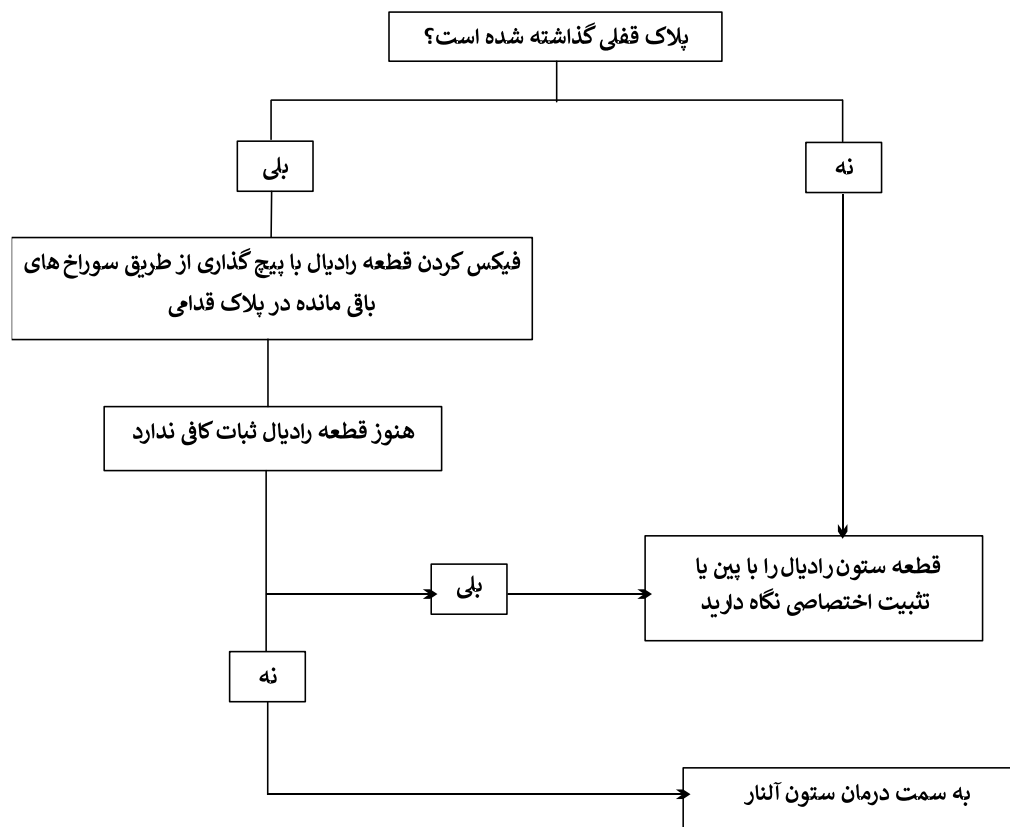 پلاک قفلی گذاشته شده است؟
بلی
نه
فیکس کردن قطعه رادیال با پیچ گذاری از طریق سوراخ های
باقی مانده در پلاک قدامی
هنوز قطعه رادیال ثبات کافی ندارد
قطعه ستون رادیال را با پین یا
تثبیت اختصاصی نگاه دارید
بلی
نه
به سمت درمان ستون آلنار